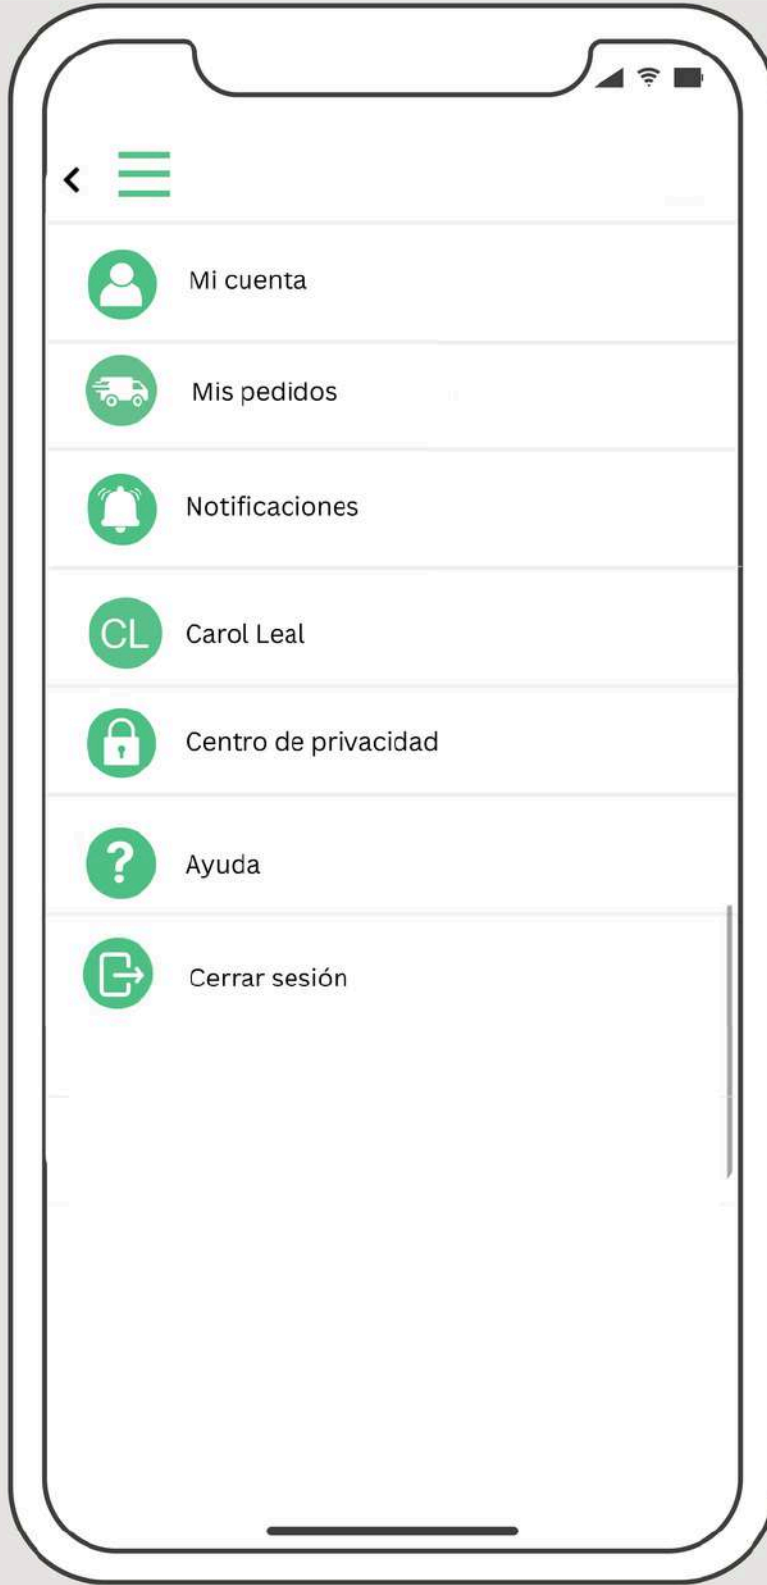 Mi cuenta
Mis pedidos
Notificaciones
CL
Carol Leal
Centro de privacidad
?
Ayuda
Cerrar sesión